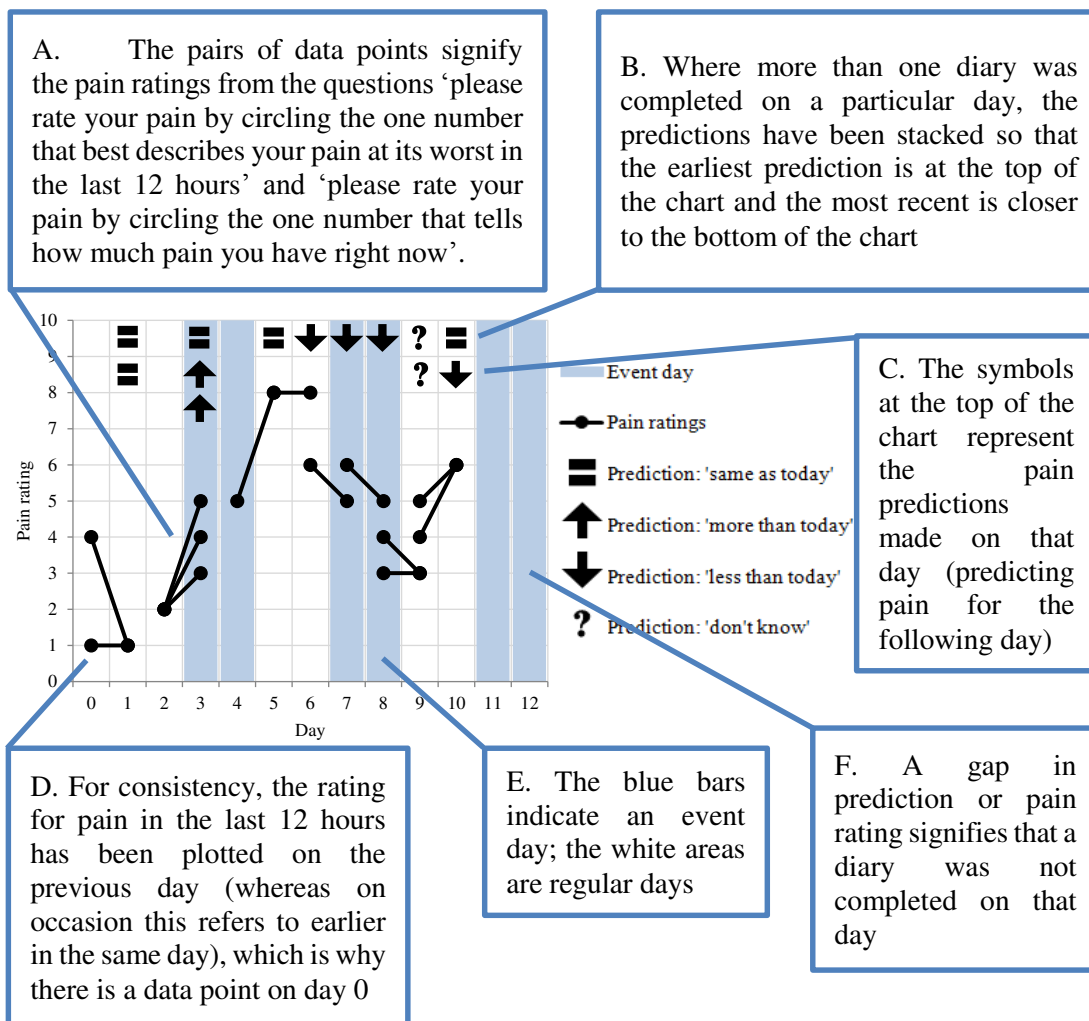 A. The pairs of data points signify
the pain ratings from the questions ‘please
rate your pain by circling the one number
that best describes your pain at its worst in
the last 12 hours’ and ‘please rate your
pain by circling the one number that tells
how much pain you have right now’.
B. Where more than one diary was
completed on a particular day, the
predictions have been stacked so that
the earliest prediction is at the top of
the chart and the most recent is closer
to the bottom of the chart
10
9
8
7
6
5
4
3
2
1
0
Pain rating
? 
?
0 1 2 3 4 5 6 7 8 9 10 11 12
Day
Event day
Pain ratings
Prediction: 'same as today'
Prediction: 'more than today'
Prediction: 'less than today'
? Prediction: 'don't know'
C. The symbols
at the top of the
chart represent
the pain
predictions
made on that
day (predicting
pain for the
following day)
D. For consistency, the rating
for pain in the last 12 hours
has been plotted on the
previous day (whereas on
occasion this refers to earlier
in the same day), which is why
there is a data point on day 0
E. The blue bars
indicate an event
day; the white areas
are regular days
F. A gap in
prediction or pain
rating signifies that a
diary was not
completed on that
day